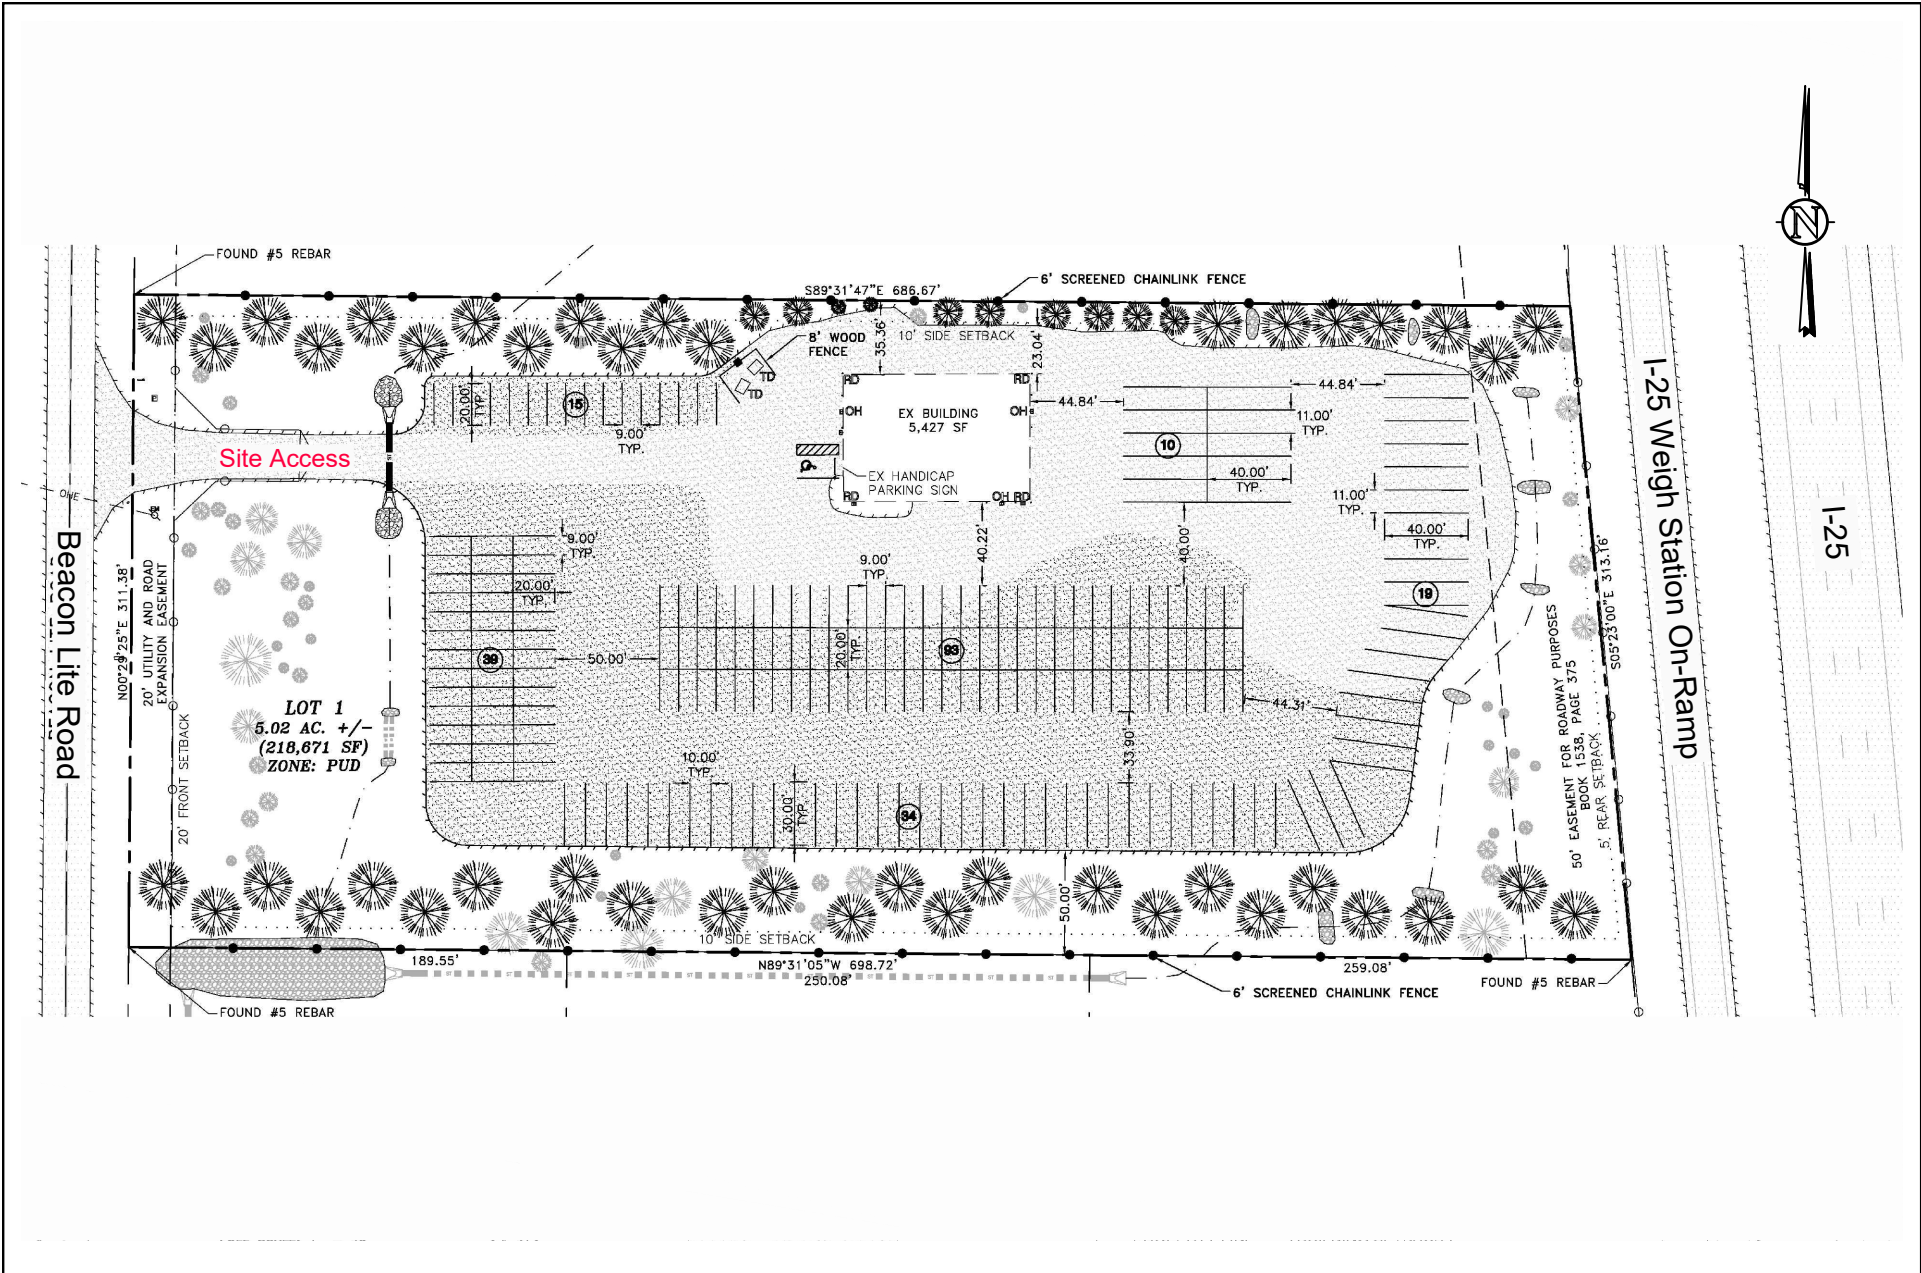 N
FOUND #5 REBAR
6' SCREENED CHAINLINK FENCE
S89°31'47"E 686.67'
8' WOOD
FENCE
35.36'
10' SIDE SETBACK
23.04'
TD
TD
RD
RD
OH
OH
EX BUILDING
5,427 SF
44.84'
44.84'
20.00'
TYP.
15
9.00'
TYP.
11.00'
TYP.
10
40.00'
TYP.
Site Access
EX HANDICAP
PARKING SIGN
RD
OH
RD
11.00'
TYP.
40.00'
TYP.
OHE
9.00'
TYP.
20.00'
TYP.
40.22'
40.00'
9.00'
TYP.
19
Beacon Lite Road
N00°29'25"E 311.38'
20' UTILITY AND ROAD
EXPANSION EASEMENT
20' FRONT SETBACK
39
50.00'
20.00'
TYP.
93
44.31'
LOT 1
5.02 AC. +/-
(218,671 SF)
ZONE: PUD
10.00'
TYP.
30.00'
TYP.
34
33.90'
50.00'
50' EASEMENT FOR ROADWAY PURPOSES
BOOK 1538, PAGE 375
5' REAR SETBACK
S05°23'00"E 313.16'
I-25 Weigh Station On-Ramp
I-25
10' SIDE SETBACK
189.55'
N89°31'05"W 698.72'
250.08'
259.08'
6' SCREENED CHAINLINK FENCE
FOUND #5 REBAR
FOUND #5 REBAR